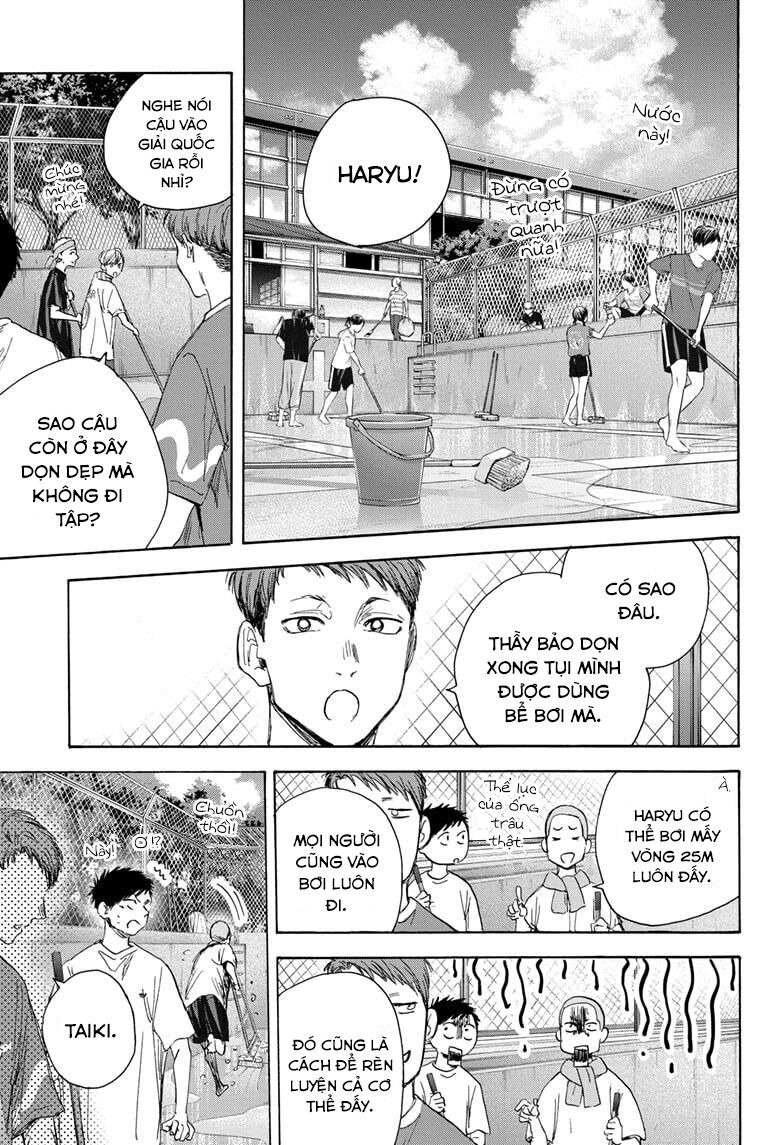 HARYU!
Nước
này!
Đừng có
trượt
quanh
nữa!
NGHE NÓI
CẬU VÀO
GIẢI QUỐC
GIA RỒI
NHỈ?
Chúc
mừng
nhé!
SAO CẬU
CÒN Ở ĐÂY
DỌN DẸP MÀ
KHÔNG ĐI
TẬP?
CÓ SAO
ĐÂU.
THẦY BẢO DỌN
XONG TỤI MÌNH
ĐƯỢC DÙNG
BỂ BƠI MÀ.
À.
HARYU CÓ
THỂ BƠI MẤY
VÒNG 25M
LUÔN ĐẤY.
Thể lực
của ổng
trâu
thật.
MỌI NGƯỜI
CŨNG VÀO
BƠI LUÔN
ĐI.
ĐÓ CŨNG LÀ
CÁCH ĐỂ RÈN
LUYỆN CẢ CƠ
THỂ ĐẤY.
Chuồn
thôi!
Ơ!?
Này!
TAIKI.